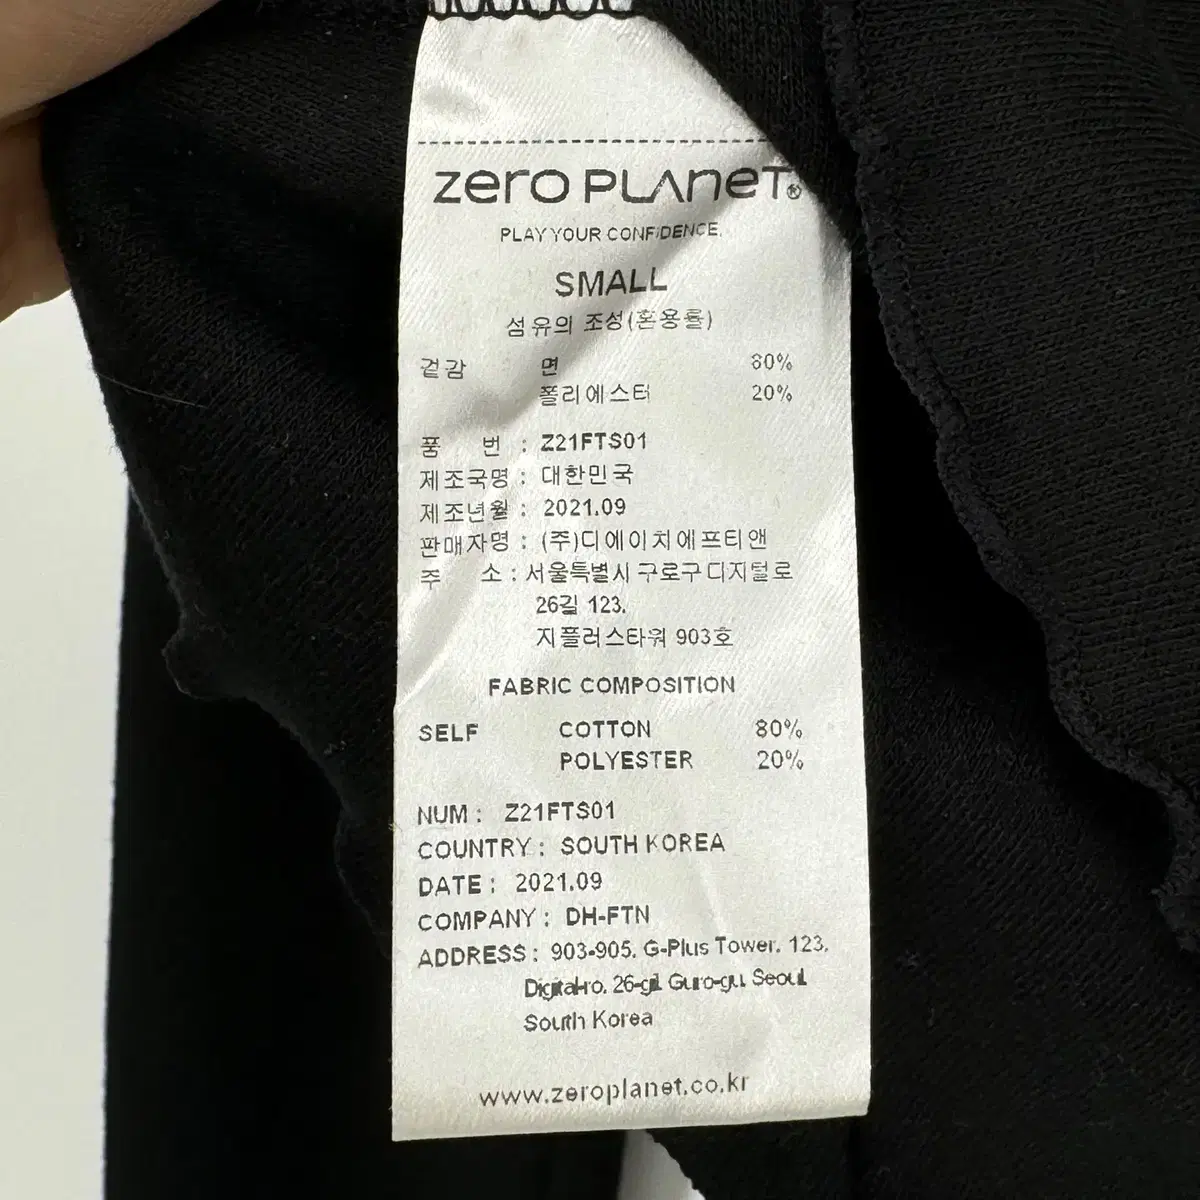 zero PLAneT®
PLAY YOUR CONFIDENCE.
SMALL
섬유의 조성(혼용률)
겉감 면 80%
폴리에스터 20%
품 번 : Z21FTS01
제조국명 : 대한민국
제조년월 : 2021.09
판매자명 : (주)디에이치에프티앤
주 소 : 서울특별시 구로구 디지털로
26길 123,
지플러스타워 903호
FABRIC COMPOSITION
SELF COTTON 80%
POLYESTER 20%
NUM : Z21FTS01
COUNTRY : SOUTH KOREA
DATE : 2021.09
COMPANY : DH-FTN
ADDRESS : 903-905, G-Plus Tower, 123,
Digital-ro, 26-gil, Guro-gu, Seoul,
South Korea
www.zeroplanet.co.kr